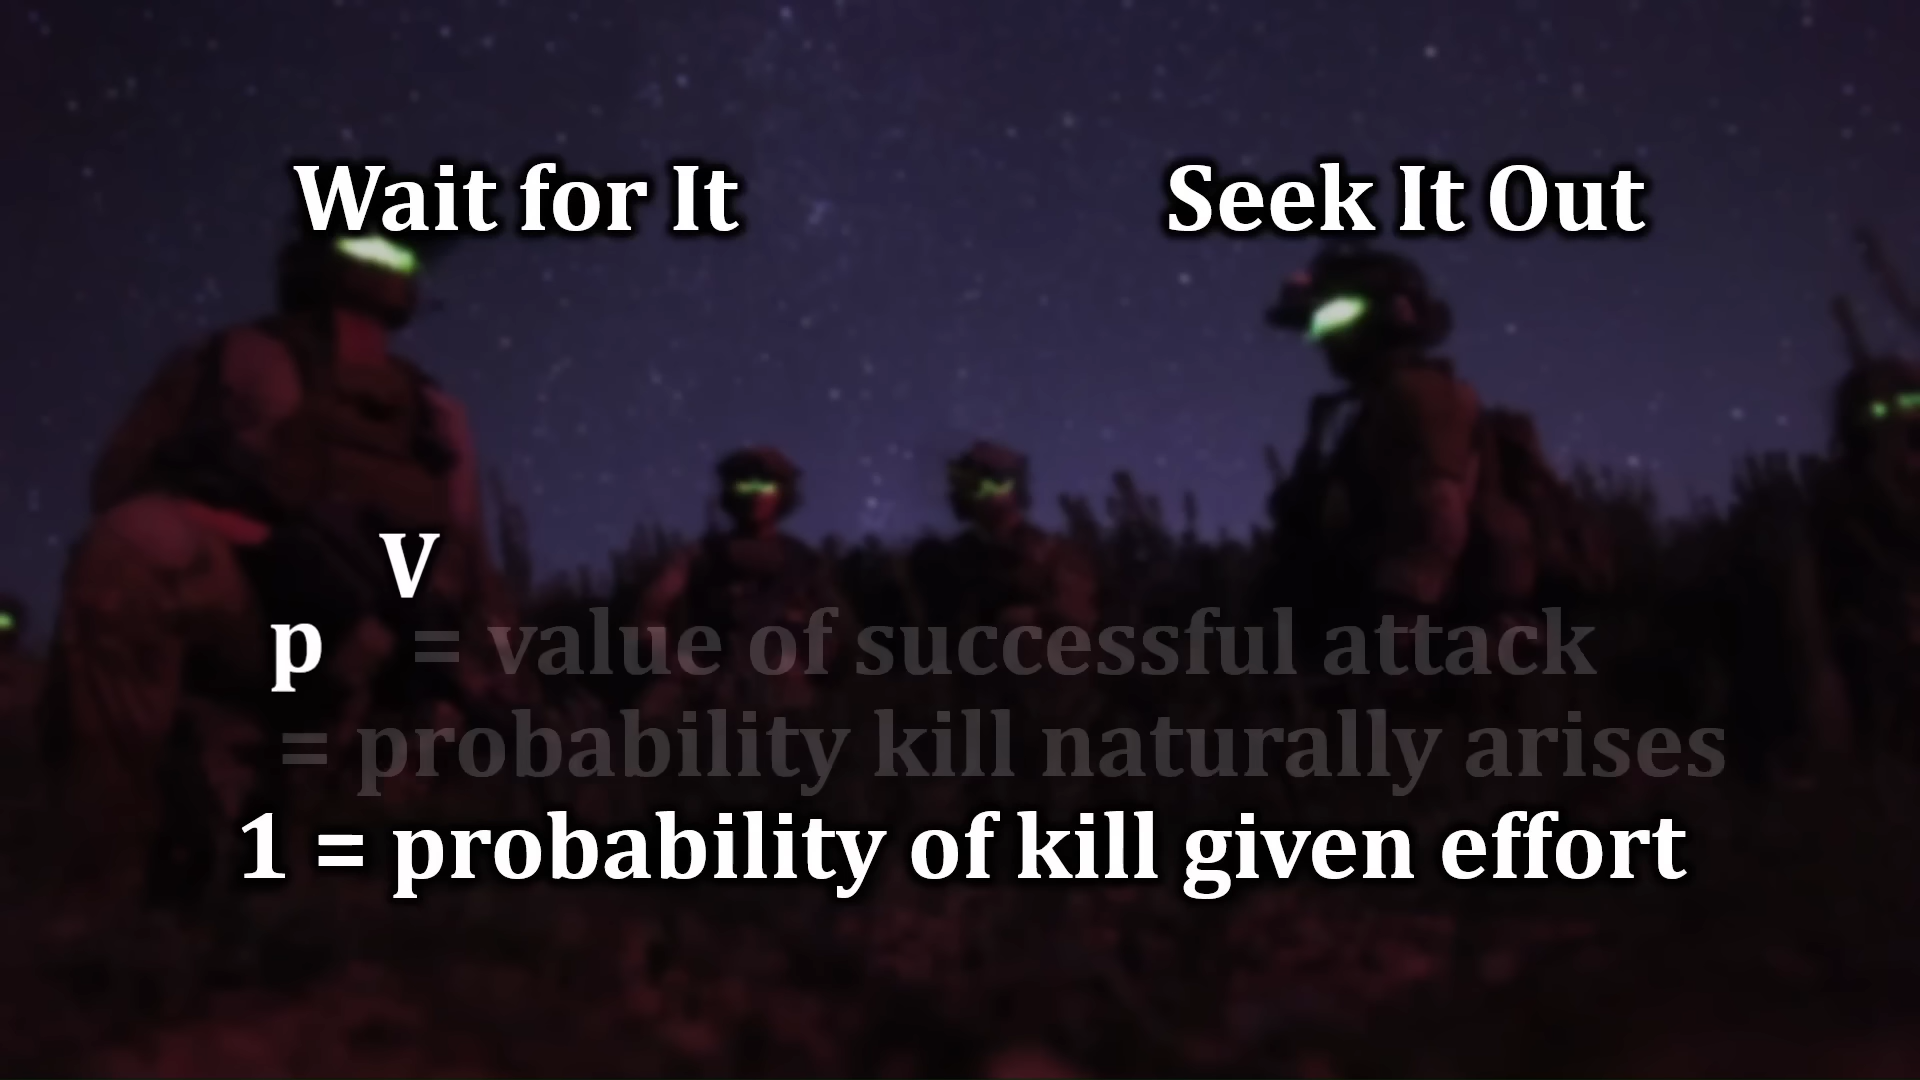 Wait for It
Seek It Out
V
p
= value of successful attack
= probability kill naturally arises
1 = probability of kill given effort